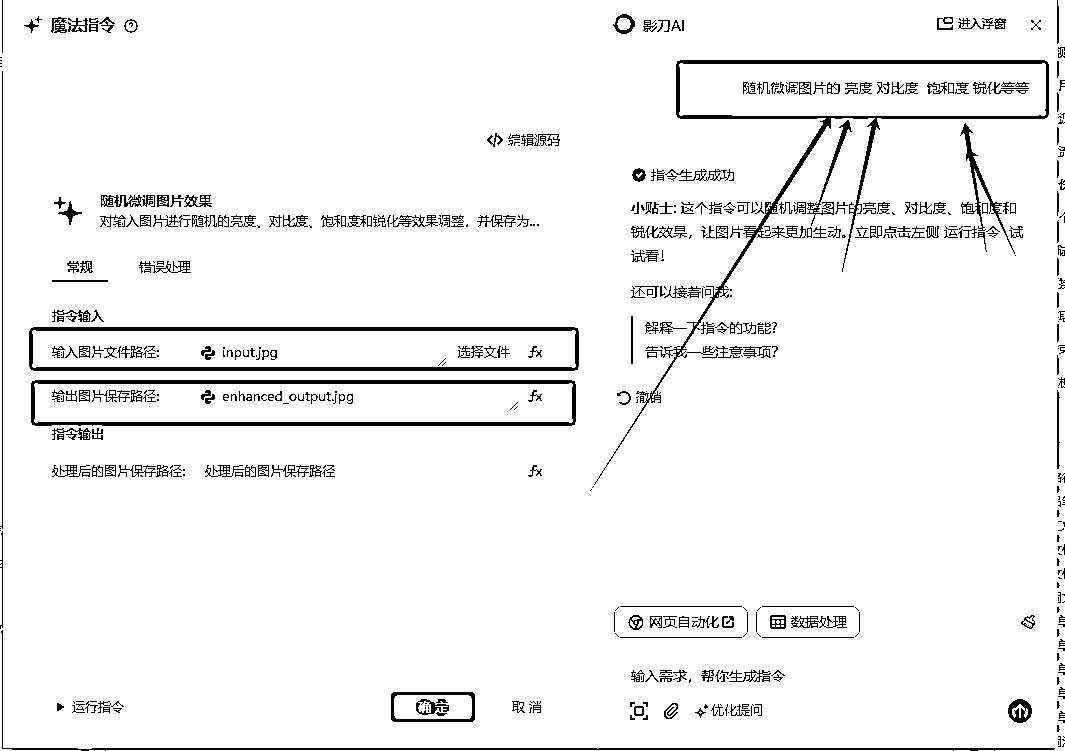 魔法指令
编辑源码
随机微调图片效果
对输入图片进行随机的亮度、对比度、饱和度和锐化等效果调整，并保存为...
常规 错误处理
指令输入
输入图片文件路径: input.jpg 选择文件 fx
输出图片保存路径: enhanced_output.jpg fx
指令输出
处理后的图片保存路径: 处理后的图片保存路径 fx
运行指令 确定 取消
影刀AI 进入浮窗
随机微调图片的 亮度 对比度 饱和度 锐化等等
指令生成成功
小贴士: 这个指令可以随机调整图片的亮度、对比度、饱和度和
锐化效果，让图片看起来更加生动。立即点击左侧 运行指令 试
试看!
还可以接着问我:
解释一下指令的功能?
告诉我一些注意事项?
撤销
网页自动化 数据处理
输入需求，帮你生成指令
优化提问